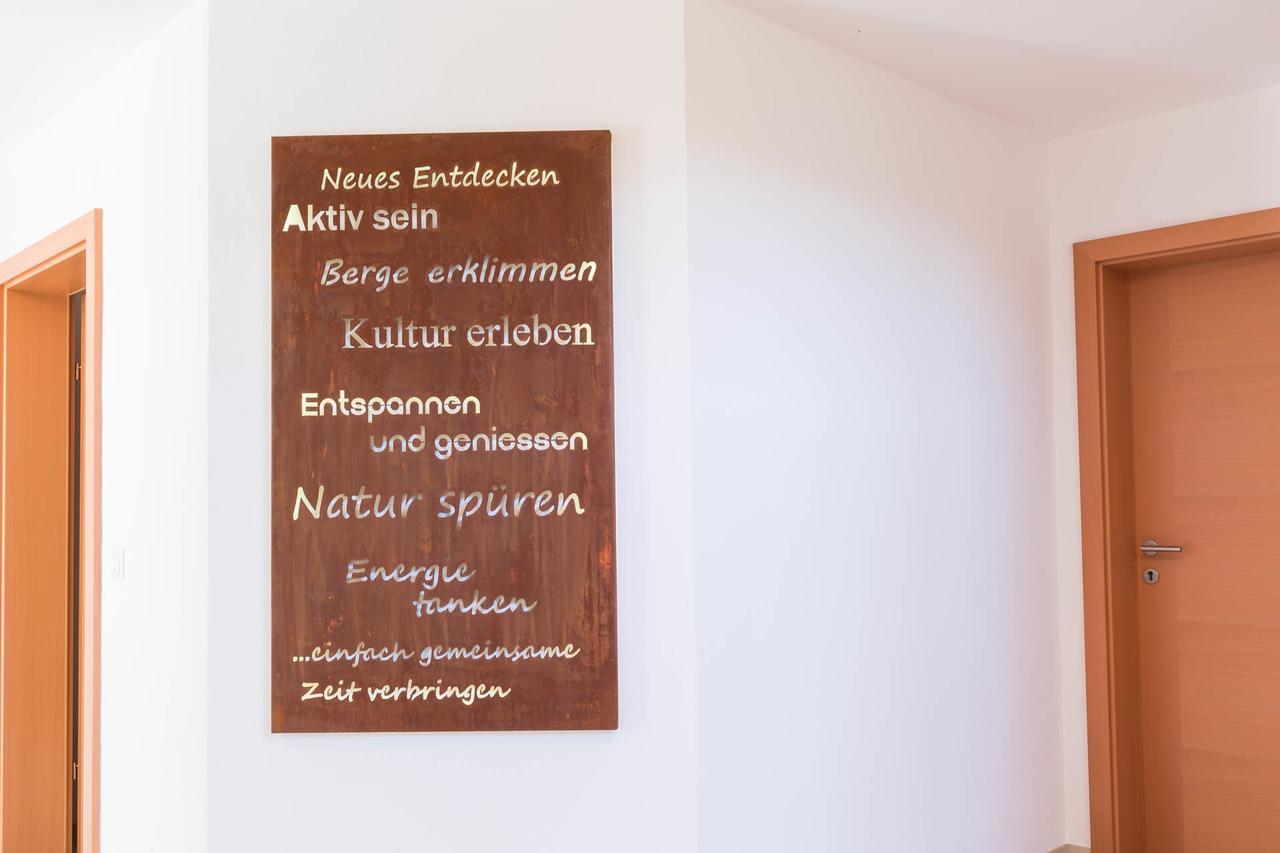 Neues Entdecken
Aktiv sein
Berge erklimmen
Kultur erleben
Entspannen
und geniessen
Natur spüren
Energie
tanken
...einfach gemeinsame
Zeit verbringen